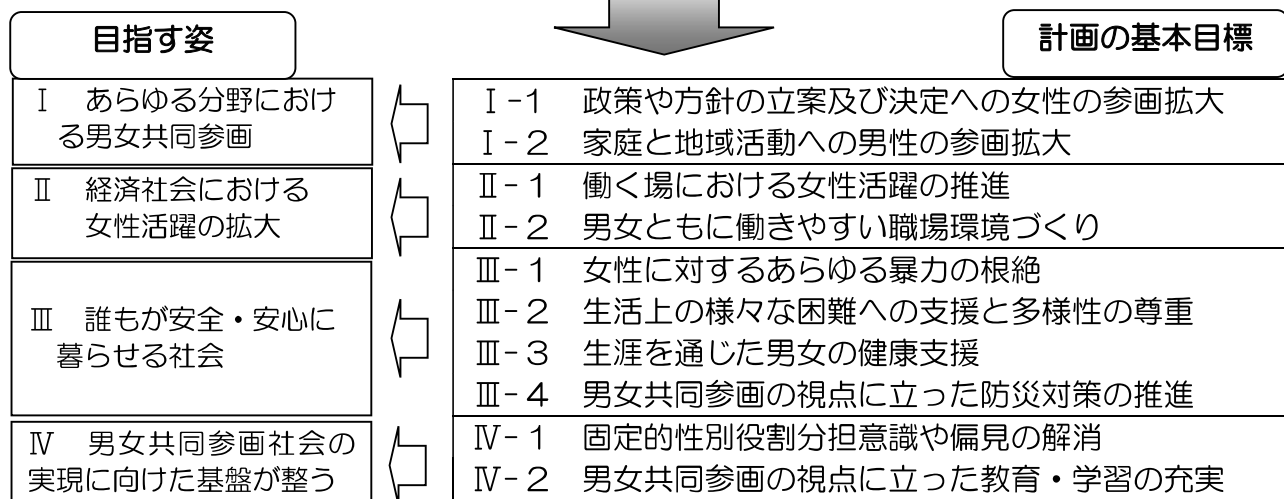 目指す姿
計画の基本目標
Ⅰ あらゆる分野におけ
る男女共同参画
Ⅰ-1 政策や方針の立案及び決定への女性の参画拡大
Ⅰ-２ 家庭と地域活動への男性の参画拡大
Ⅱ 経済社会における
女性活躍の拡大
Ⅱ-１ 働く場における女性活躍の推進
Ⅱ-２ 男女ともに働きやすい職場環境づくり
Ⅲ 誰もが安全・安心に
暮らせる社会
Ⅲ-１ 女性に対するあらゆる暴力の根絶
Ⅲ-２ 生活上の様々な困難への支援と多様性の尊重
Ⅲ-３ 生涯を通じた男女の健康支援
Ⅲ-４ 男女共同参画の視点に立った防災対策の推進
Ⅳ 男女共同参画社会の
実現に向けた基盤が整う
Ⅳ-１ 固定的性別役割分担意識や偏見の解消
Ⅳ-２ 男女共同参画の視点に立った教育・学習の充実